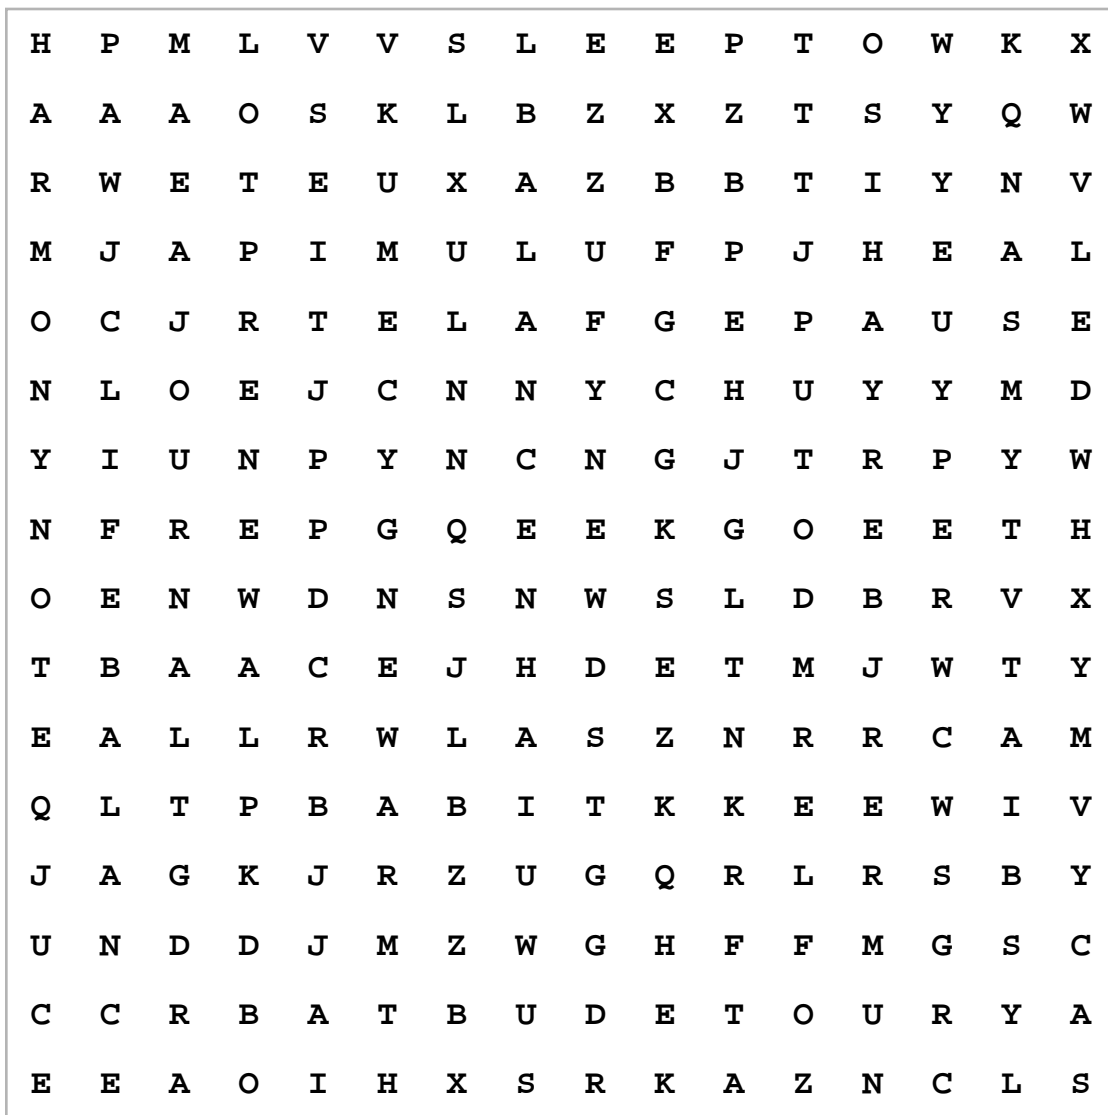 H P M L V V S L E E P T O W K X
A A A O S K L B Z X Z T S Y Q W
R W E T E U X A Z B B T I Y N V
M J A P I M U L U F P J H E A L
O C J R T E L A F G E P A U S E
N L O E J C N N Y C H U Y Y M D
Y I U N P Y N C N G J T R P Y W
N F R E P G Q E E K G O E E T H
O E N W D N S N W S L D B R V X
T B A A C E J H D E T M J W T Y
E A L L R W L A S Z N R R C A M
Q L T P B A B I T K K E E W I V
J A G K J R Z U G Q R L R S B Y
U N D D J M Z W G H F F M G S C
C C R B A T B U D E T O U R Y A
E E A O I H X S R K A Z N C L S